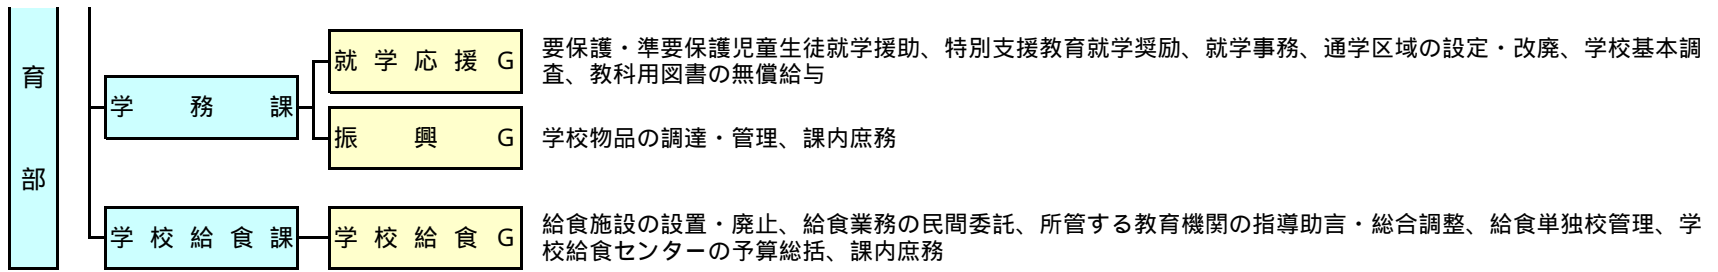 育部
学務課
就学応援G
要保護・準要保護児童生徒就学援助、特別支援教育就学奨励、就学事務、通学区域の設定・改廃、学校基本調
査、教科用図書の無償給与
振興G
学校物品の調達・管理、課内庶務
学校給食課
学校給食G
給食施設の設置・廃止、給食業務の民間委託、所管する教育機関の指導助言・総合調整、給食単独校管理、学
校給食センターの予算総括、課内庶務